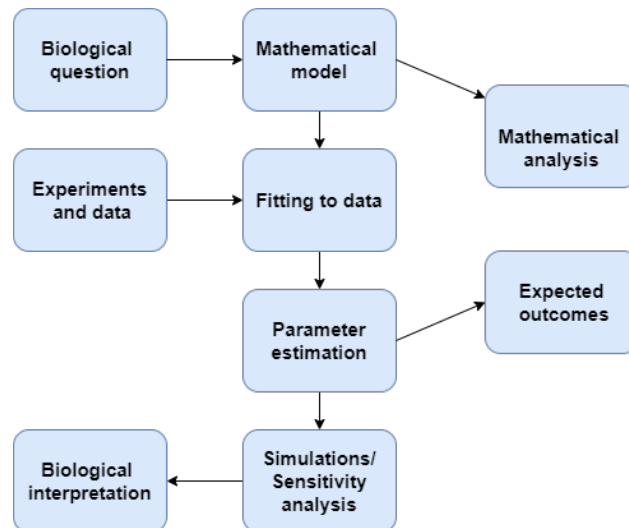 Biological
question
Mathematical
model
Mathematical
analysis
Experiments
and data
Fitting to data
Expected
outcomes
Parameter
estimation
Biological
interpretation
Simulations/
Sensitivity
analysis